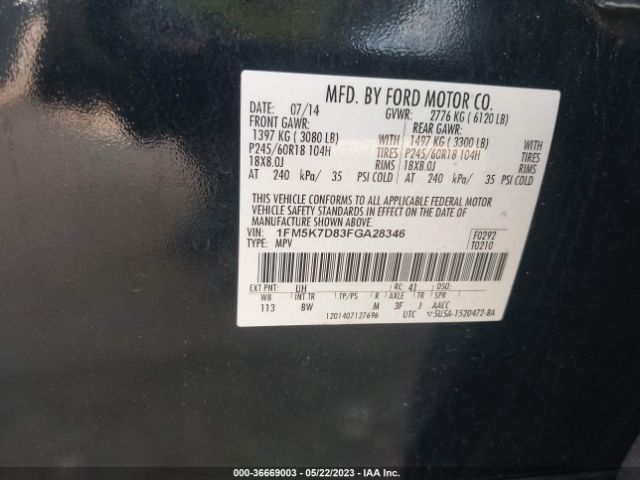 MFD. BY FORD MOTOR CO.
DATE: 07/14 GVWR: 2776 KG ( 6120 LB)
FRONT GAWR: REAR GAWR:
1397 KG ( 3080 LB) WITH 1497 KG ( 3300 LB) WITH
P245/60R18 104H TIRES P245/60R18 104H TIRES
18X8.0J RIMS 18X8.0J RIMS
AT 240 kPa/ 35 PSI COLD AT 240 kPa/ 35 PSI COLD
THIS VEHICLE CONFORMS TO ALL APPLICABLE FEDERAL MOTOR
VEHICLE SAFETY STANDARDS IN EFFECT ON THE DATE OF
MANUFACTURE SHOWN ABOVE.
VIN: 1FM5K7D83FGA28346 F0292
TYPE: MPV T0210
EXT PNT: UH RC: 41 DSO:
WB INT TR TP/PS R AXLE TR SPR
113 BW M 3F J AACC
1201407127696 UTC 5U5A-1520472-BA
000-36669003 - 05/22/2023 - IAA Inc.